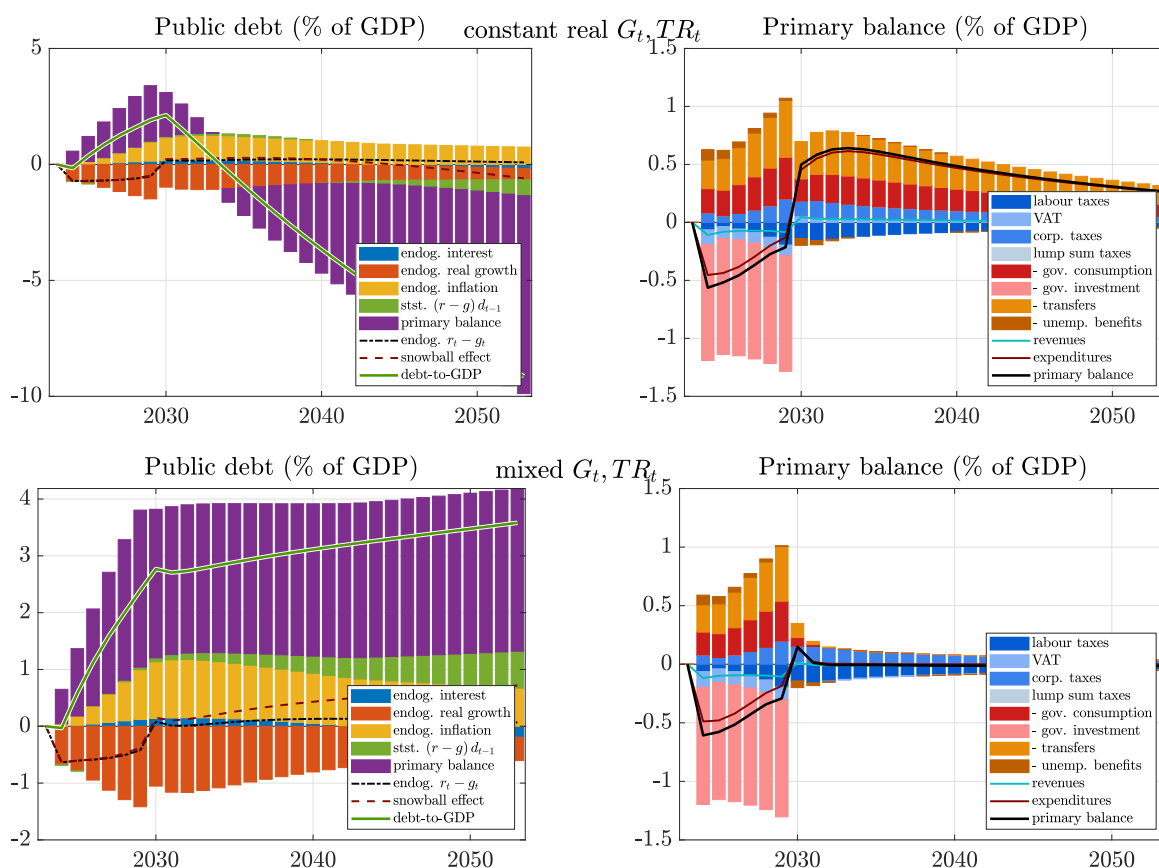 Public debt (% of GDP)
constant real G_t, TR_t
Primary balance (% of GDP)
5
0
-5
-10
2030
2040
2050
endog. interest
endog. real growth
endog. inflation
stst. (r − g) d_{t−1}
primary balance
endog. r_t − g_t
snowball effect
debt-to-GDP
1
0.5
0
-0.5
-1
-1.5
2030
2040
2050
labour taxes
VAT
corp. taxes
lump sum taxes
- gov. consumption
- gov. investment
- transfers
- unemp. benefits
revenues
expenditures
primary balance
1.5
Public debt (% of GDP)
mixed G_t, TR_t
Primary balance (% of GDP)
4
3
2
1
0
-1
-2
2030
2040
2050
endog. interest
endog. real growth
endog. inflation
stst. (r − g) d_{t−1}
primary balance
endog. r_t − g_t
snowball effect
debt-to-GDP
1.5
1
0.5
0
-0.5
-1
-1.5
2030
2040
2050
labour taxes
VAT
corp. taxes
lump sum taxes
- gov. consumption
- gov. investment
- transfers
- unemp. benefits
revenues
expenditures
primary balance